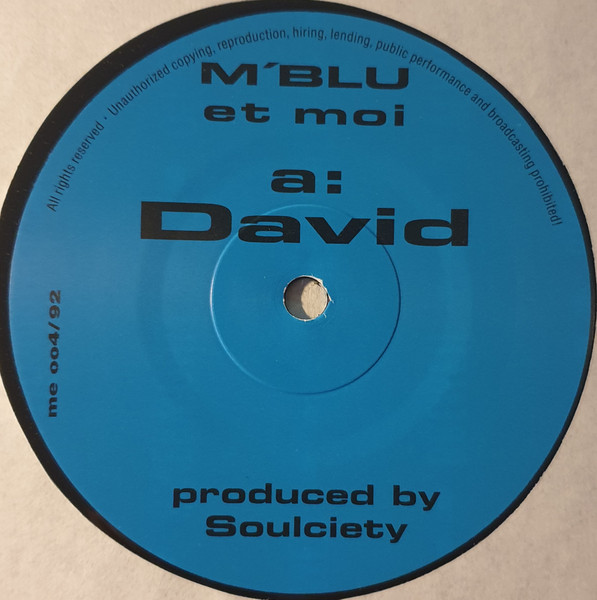 All rights reserved · Unauthorized copying, reproduction, hiring, lending, public performance and broadcasting prohibited!
M´BLU
et moi
a:
David
me 004/92
produced by
Soulciety